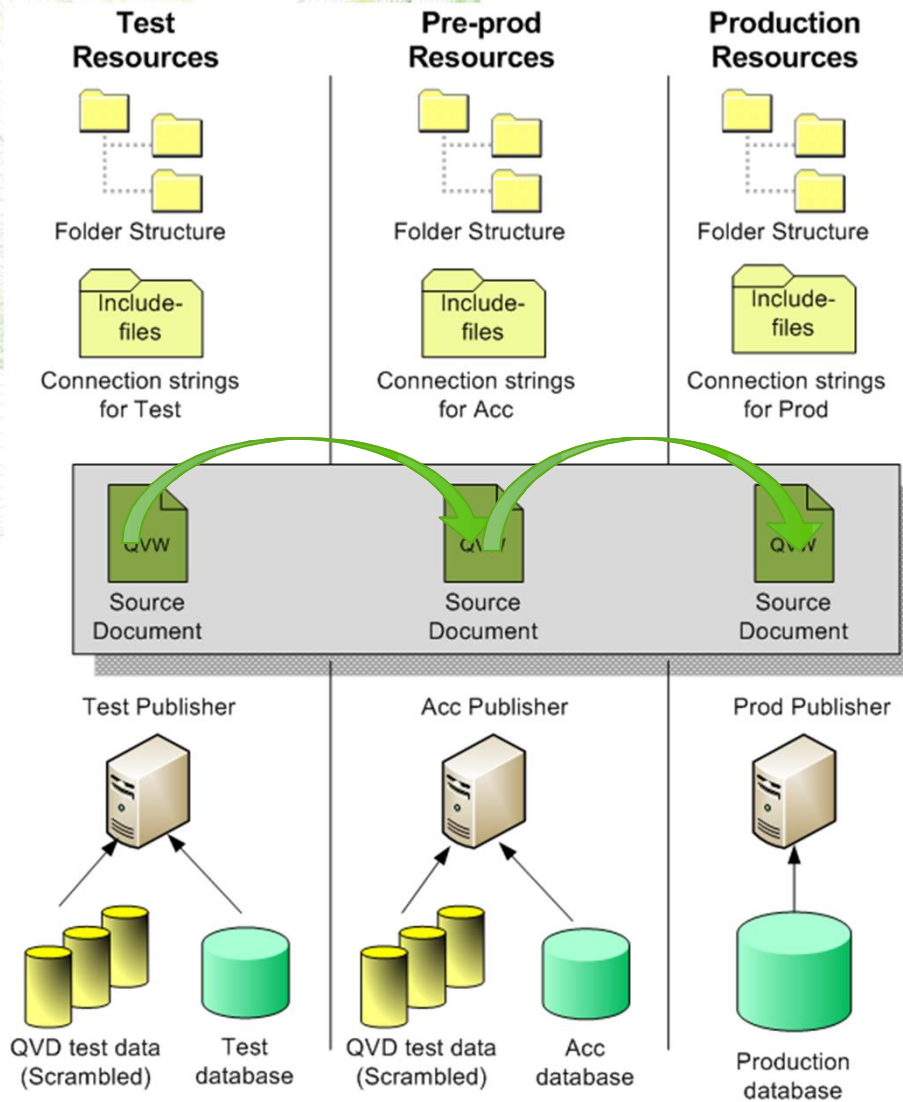 Test
Resources
Pre-prod
Resources
Production
Resources
Folder Structure
Folder Structure
Folder Structure
Include-
files
Include-
files
Include-
files
Connection strings
for Test
Connection strings
for Acc
Connection strings
for Prod
QVW
QVW
QVW
Source
Document
Source
Document
Source
Document
Test Publisher
Acc Publisher
Prod Publisher
QVD test data
(Scrambled)
Test
database
QVD test data
(Scrambled)
Acc
database
Production
database